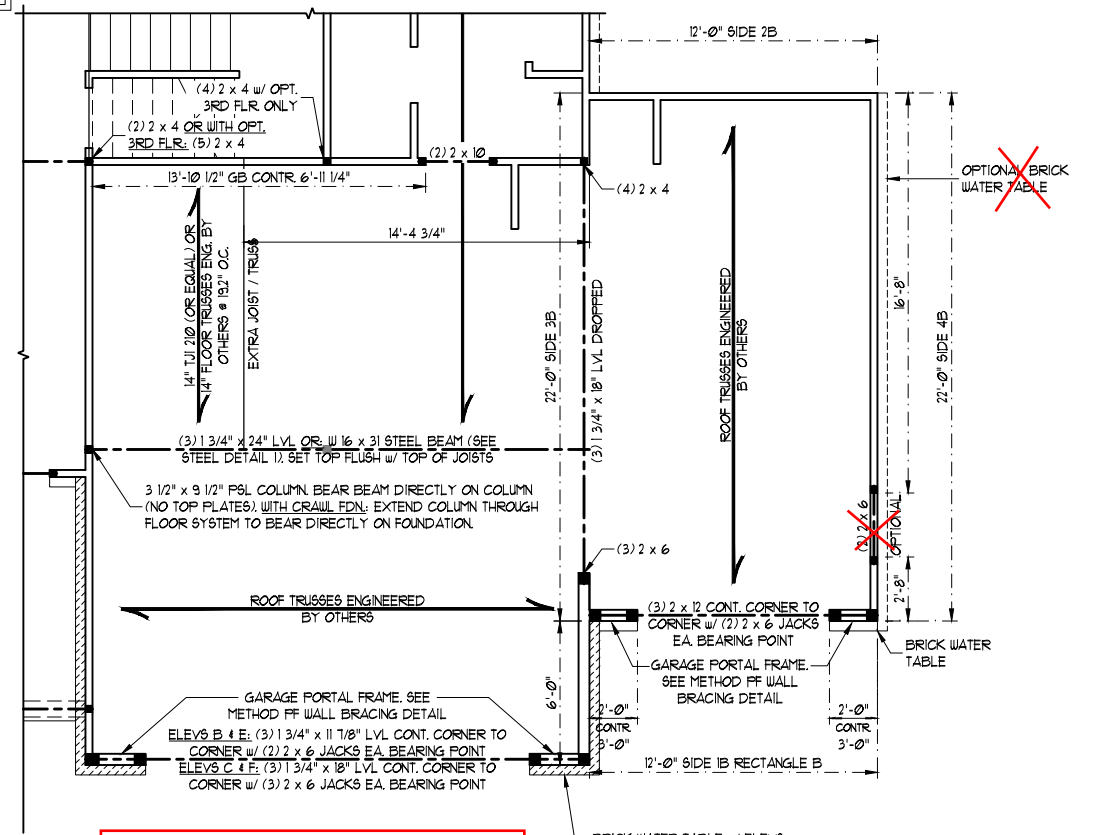 12'-0" SIDE 2B
(4) 2 x 4 w/ OPT.
3RD FLR. ONLY
(2) 2 x 4 OR WITH OPT.
3RD FLR.: (5) 2 x 4
(2) 2 x 10
13'-10 1/2" GB CONTR. 6'-11 1/4"
(4) 2 x 4
OPTIONAL BRICK
WATER TABLE
14'-4 3/4"
14" TJI 210 (OR EQUAL) OR
14" FLOOR TRUSSES ENG. BY
OTHERS @ 19.2" O.C.
EXTRA JOIST / TRUSS
22'-0" SIDE 3B
(3) 1 3/4" x 18" LVL DROPPED
ROOF TRUSSES ENGINEERED
BY OTHERS
16'-8"
22'-0" SIDE 4B
(3) 1 3/4" x 24" LVL OR: W 16 x 31 STEEL BEAM (SEE
STEEL DETAIL 1). SET TOP FLUSH w/ TOP OF JOISTS
3 1/2" x 9 1/2" PSL COLUMN. BEAR BEAM DIRECTLY ON COLUMN
(NO TOP PLATES). WITH CRAWL FDN.: EXTEND COLUMN THROUGH
FLOOR SYSTEM TO BEAR DIRECTLY ON FOUNDATION.
(2) 2 x 6
OPTIONAL
(3) 2 x 6
2'-8"
ROOF TRUSSES ENGINEERED
BY OTHERS
(3) 2 x 12 CONT. CORNER TO
CORNER w/ (2) 2 x 6 JACKS
EA. BEARING POINT
BRICK WATER
TABLE
GARAGE PORTAL FRAME. SEE
METHOD PF WALL BRACING DETAIL
6'-0"
GARAGE PORTAL FRAME.
SEE METHOD PF WALL
BRACING DETAIL
2'-0"
CONTR
3'-0"
2'-0"
CONTR
3'-0"
ELEVS B & E: (3) 1 3/4" x 11 7/8" LVL CONT. CORNER TO
CORNER w/ (2) 2 x 6 JACKS EA. BEARING POINT
ELEVS C & F: (3) 1 3/4" x 18" LVL CONT. CORNER TO
CORNER w/ (3) 2 x 6 JACKS EA. BEARING POINT
12'-0" SIDE 1B RECTANGLE B
BRICK WATER TABLE